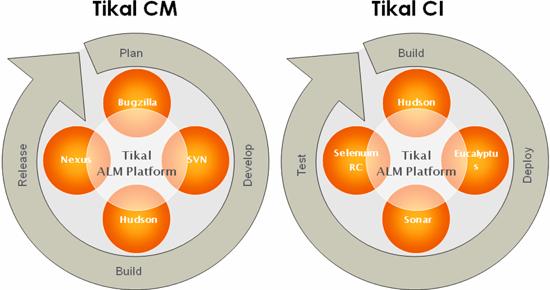 Tikal CM
Plan
Bugzilla
Nexus
Tikal
ALM Platform
SVN
Release
Develop
Hudson
Build
Tikal CI
Build
Hudson
Selenium
RC
Tikal
ALM Platform
Eucalyptu
s
Test
Deploy
Sonar